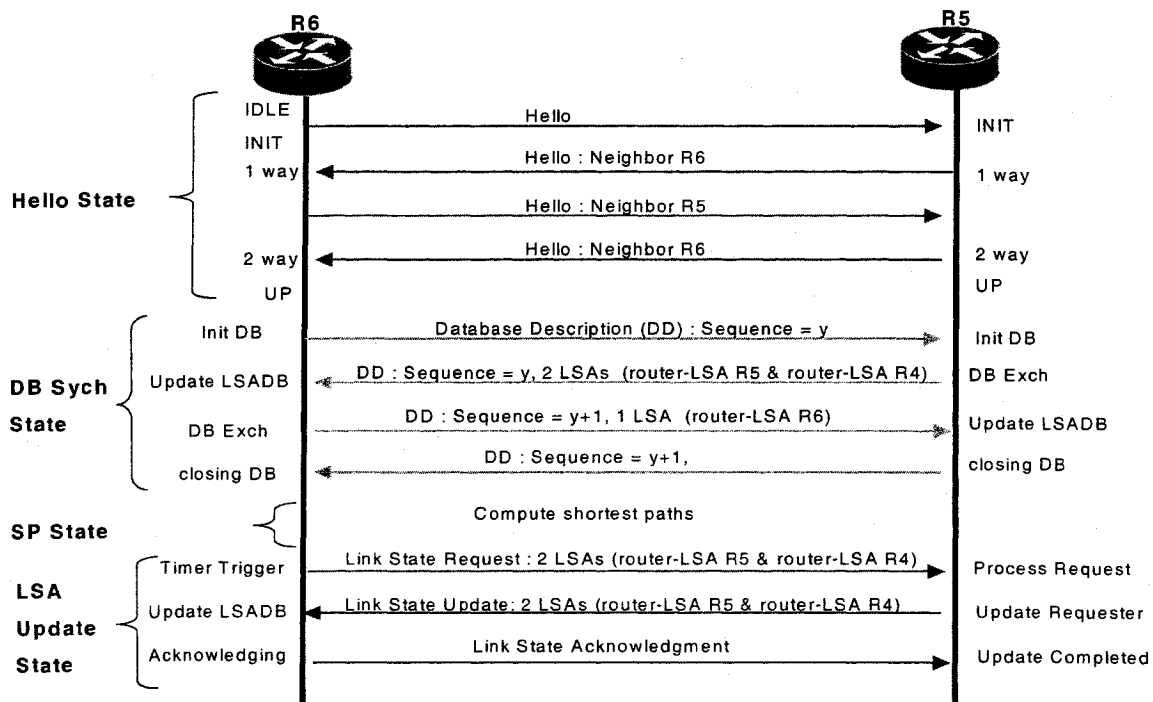 R6
R5
IDLE
Hello
INIT
INIT
Hello : Neighbor R6
1 way
1 way
Hello State
Hello : Neighbor R5
Hello : Neighbor R6
2 way
2 way
UP
UP
Init DB
Database Description (DD) : Sequence = y
Init DB
DB Sych
State
Update LSADB
DD : Sequence = y, 2 LSAs (router-LSA R5 & router-LSA R4)
DB Exch
DB Exch
DD : Sequence = y+1, 1 LSA (router-LSA R6)
Update LSADB
closing DB
DD : Sequence = y+1,
closing DB
SP State
Compute shortest paths
LSA
Update
State
Timer Trigger
Link State Request : 2 LSAs (router-LSA R5 & router-LSA R4)
Process Request
Update LSADB
Link State Update: 2 LSAs (router-LSA R5 & router-LSA R4)
Update Requester
Acknowledging
Link State Acknowledgment
Update Completed